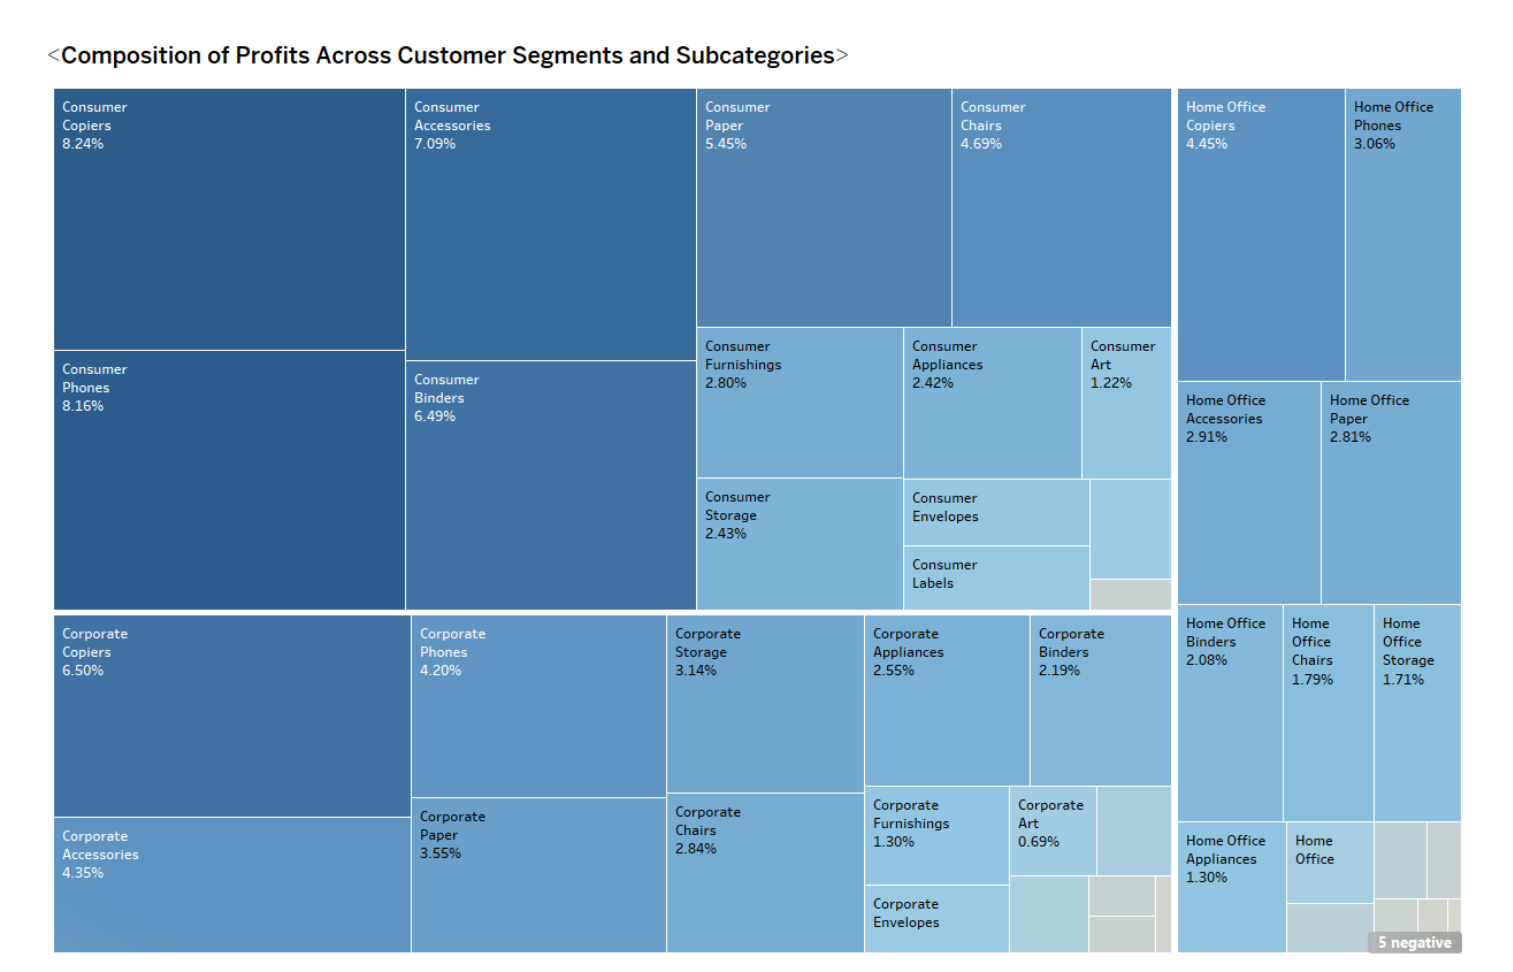 <Composition of Profits Across Customer Segments and Subcategories>
Consumer
Copiers
8.24%
Consumer
Accessories
7.09%
Consumer
Paper
5.45%
Consumer
Chairs
4.69%
Home Office
Copiers
4.45%
Home Office
Phones
3.06%
Consumer
Phones
8.16%
Consumer
Binders
6.49%
Consumer
Furnishings
2.80%
Consumer
Appliances
2.42%
Consumer
Art
1.22%
Home Office
Accessories
2.91%
Home Office
Paper
2.81%
Consumer
Storage
2.43%
Consumer
Envelopes
Consumer
Labels
Corporate
Copiers
6.50%
Corporate
Phones
4.20%
Corporate
Storage
3.14%
Corporate
Appliances
2.55%
Corporate
Binders
2.19%
Home Office
Binders
2.08%
Home
Office
Chairs
1.79%
Home
Office
Storage
1.71%
Corporate
Accessories
4.35%
Corporate
Paper
3.55%
Corporate
Chairs
2.84%
Corporate
Furnishings
1.30%
Corporate
Art
0.69%
Home Office
Appliances
1.30%
Home
Office
Corporate
Envelopes
5 negative